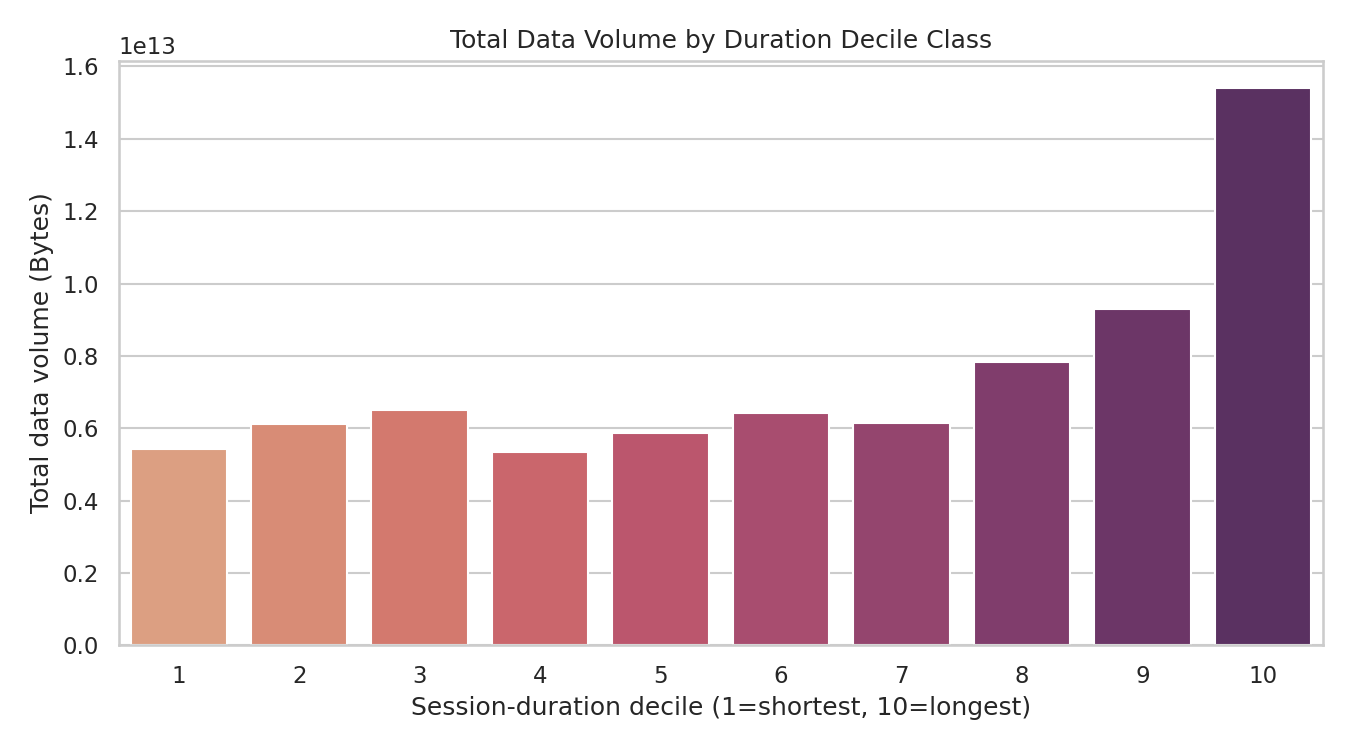 Total Data Volume by Duration Decile Class
1e13
1.6
1.4
1.2
1.0
0.8
0.6
0.4
0.2
0.0
Total data volume (Bytes)
1 2 3 4 5 6 7 8 9 10
Session-duration decile (1=shortest, 10=longest)